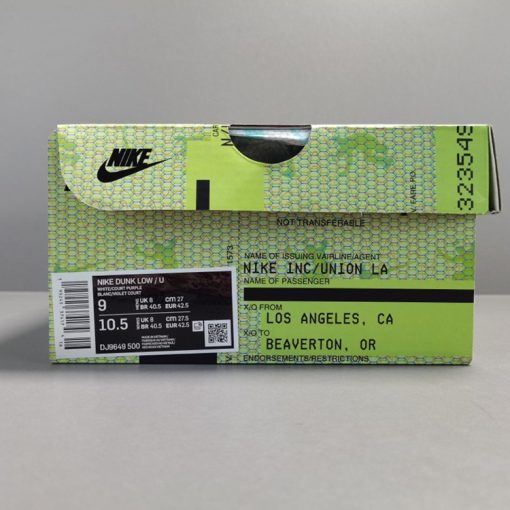 NIKE
323549
NOT TRANSFERABLE
1573
NAME OF ISSUING VAIRLINE/AGENT
NIKE INC/UNION LA
NAME OF PASSENGER
X/O FROM
LOS ANGELES, CA
X/O TO
BEAVERTON, OR
ENDORSEMENTS/RESTRICTIONS
NIKE DUNK LOW / U
WHITE/COURT PURPLE
BLANC/VIOLET COURT
9
UK 8
cm 27
BR 40.5
EUR 42.5
10.5
UK 8
cm 27.5
BR 40.5
EUR 42.5
DJ9649 500